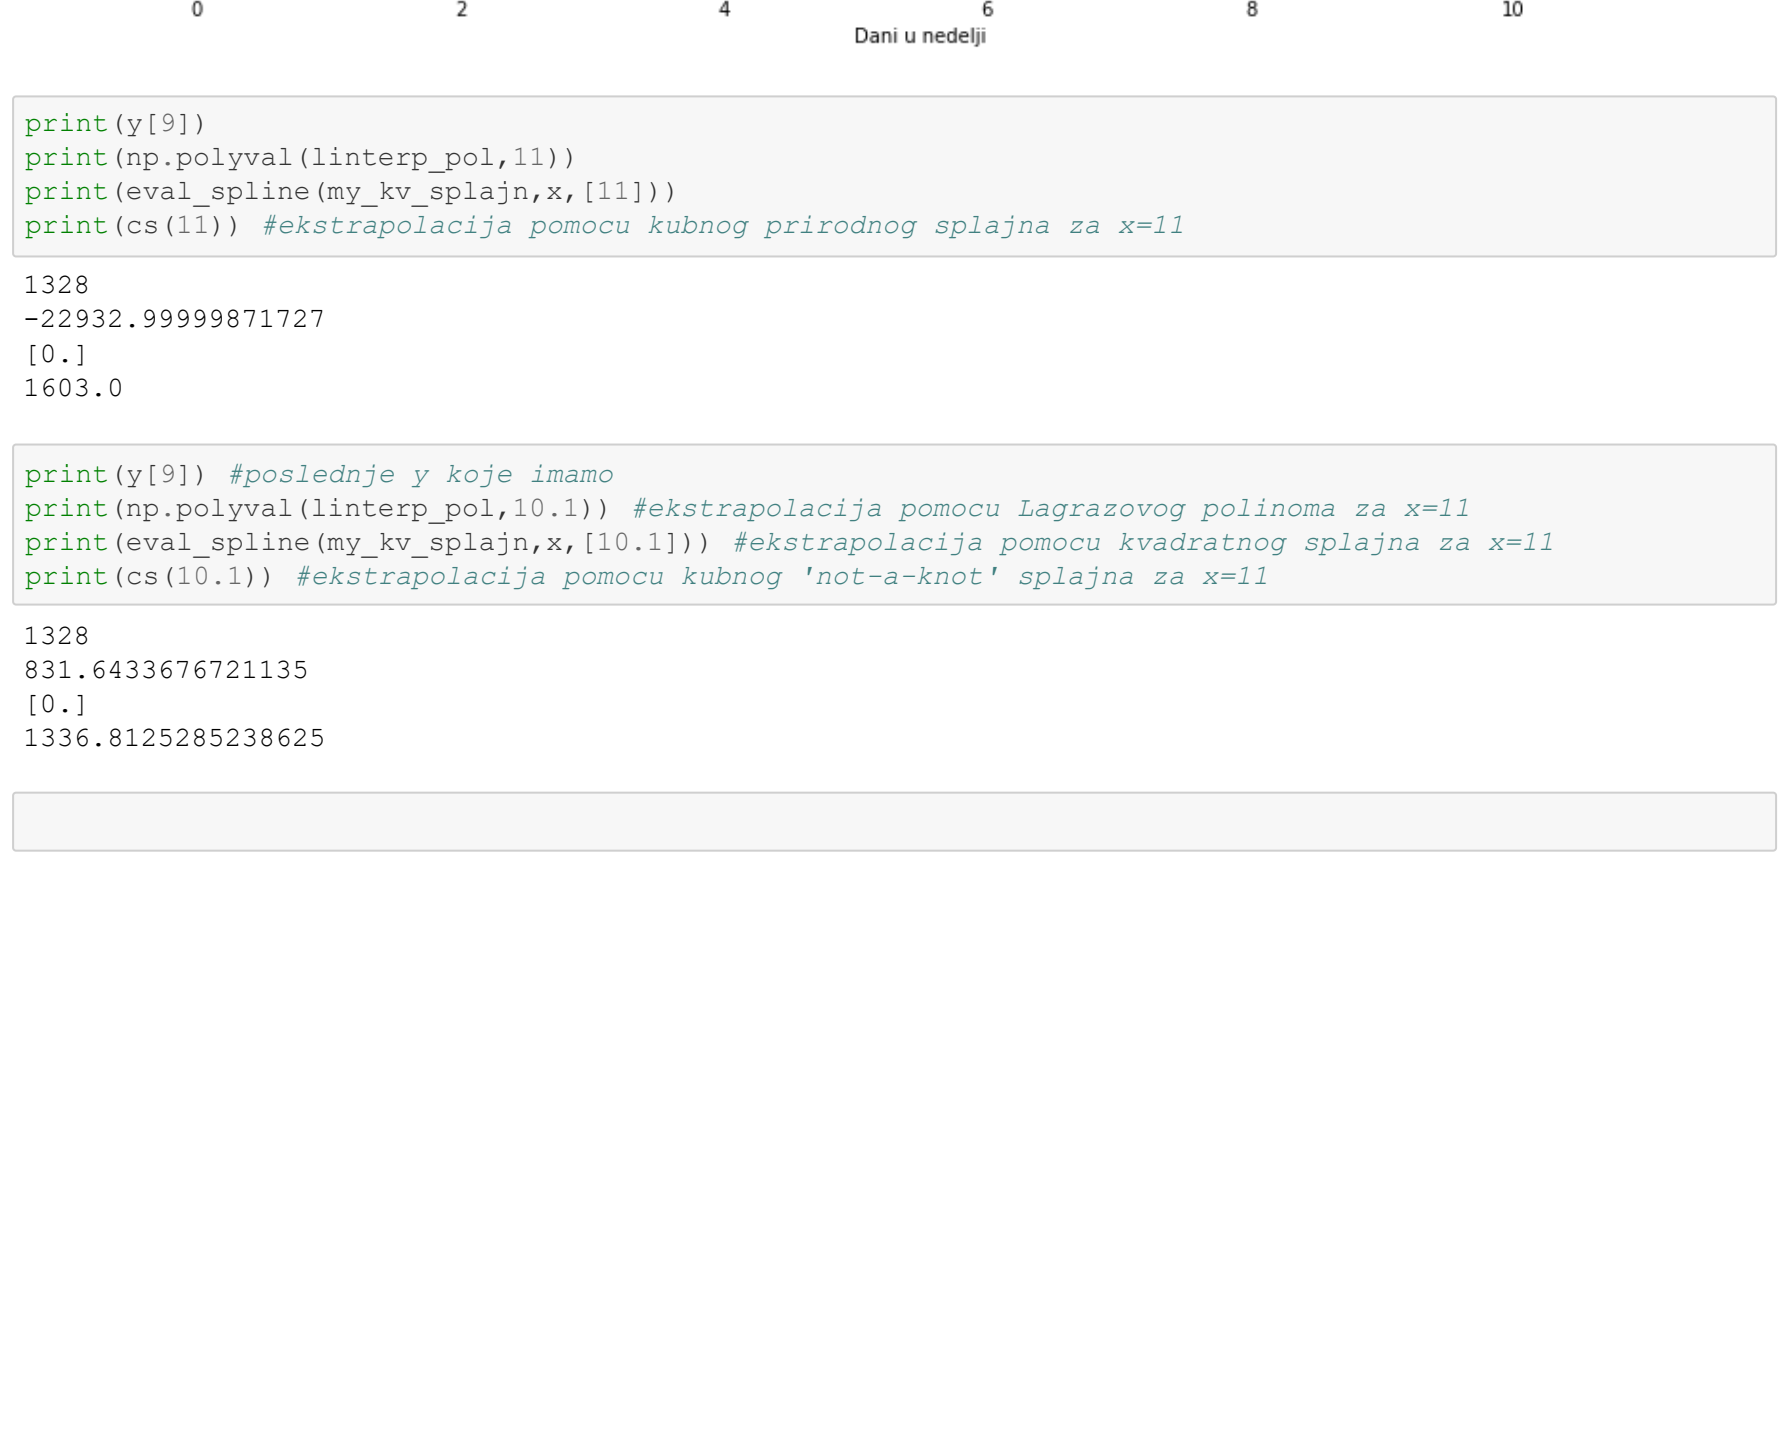 0 2 4 6 8 10
Dani u nedelji
print(y[9])
print(np.polyval(linterp_pol,11))
print(eval_spline(my_kv_splajn,x,[11]))
print(cs(11)) #ekstrapolacija pomocu kubnog prirodnog splajna za x=11
1328
-22932.99999871727
[0.]
1603.0
print(y[9]) #poslednje y koje imamo
print(np.polyval(linterp_pol,10.1)) #ekstrapolacija pomocu Lagrazovog polinoma za x=11
print(eval_spline(my_kv_splajn,x,[10.1])) #ekstrapolacija pomocu kvadratnog splajna za x=11
print(cs(10.1)) #ekstrapolacija pomocu kubnog 'not-a-knot' splajna za x=11
1328
831.6433676721135
[0.]
1336.8125285238625